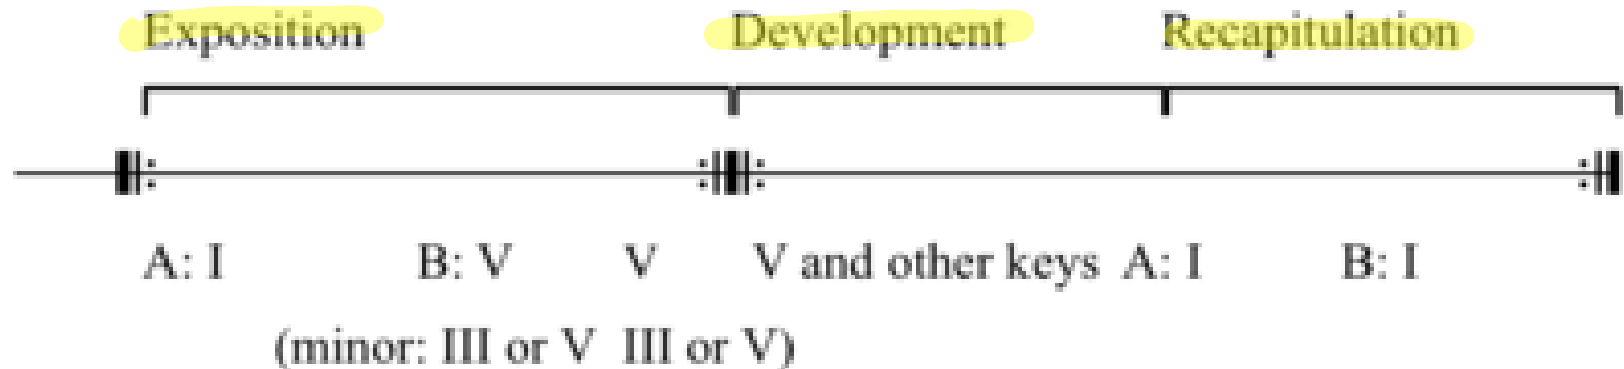 Exposition Development Recapitulation
A: I B: V V V and other keys A: I B: I
(minor: III or V III or V)